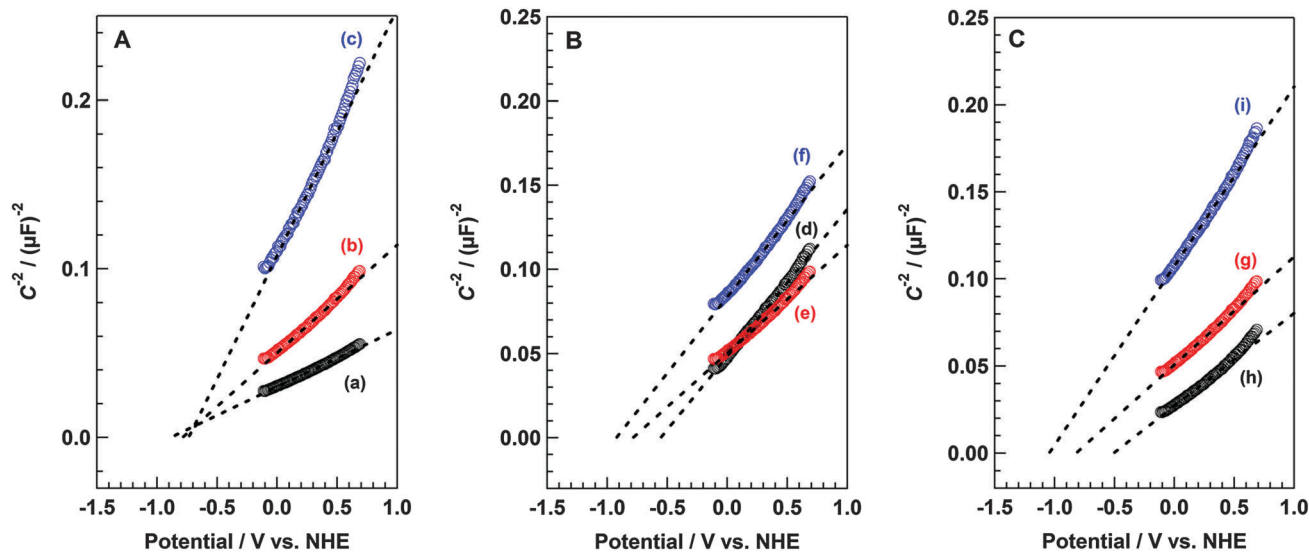 A
(c)
(b)
(a)
0.2
0.1
0.0
C⁻² / (µF)⁻²
-1.5 -1.0 -0.5 0.0 0.5 1.0
Potential / V vs. NHE
B
(f)
(d)
(e)
0.25
0.20
0.15
0.10
0.05
0.00
C⁻² / (µF)⁻²
-1.5 -1.0 -0.5 0.0 0.5 1.0
Potential / V vs. NHE
C
(i)
(g)
(h)
0.25
0.20
0.15
0.10
0.05
0.00
C⁻² / (µF)⁻²
-1.5 -1.0 -0.5 0.0 0.5 1.0
Potential / V vs. NHE